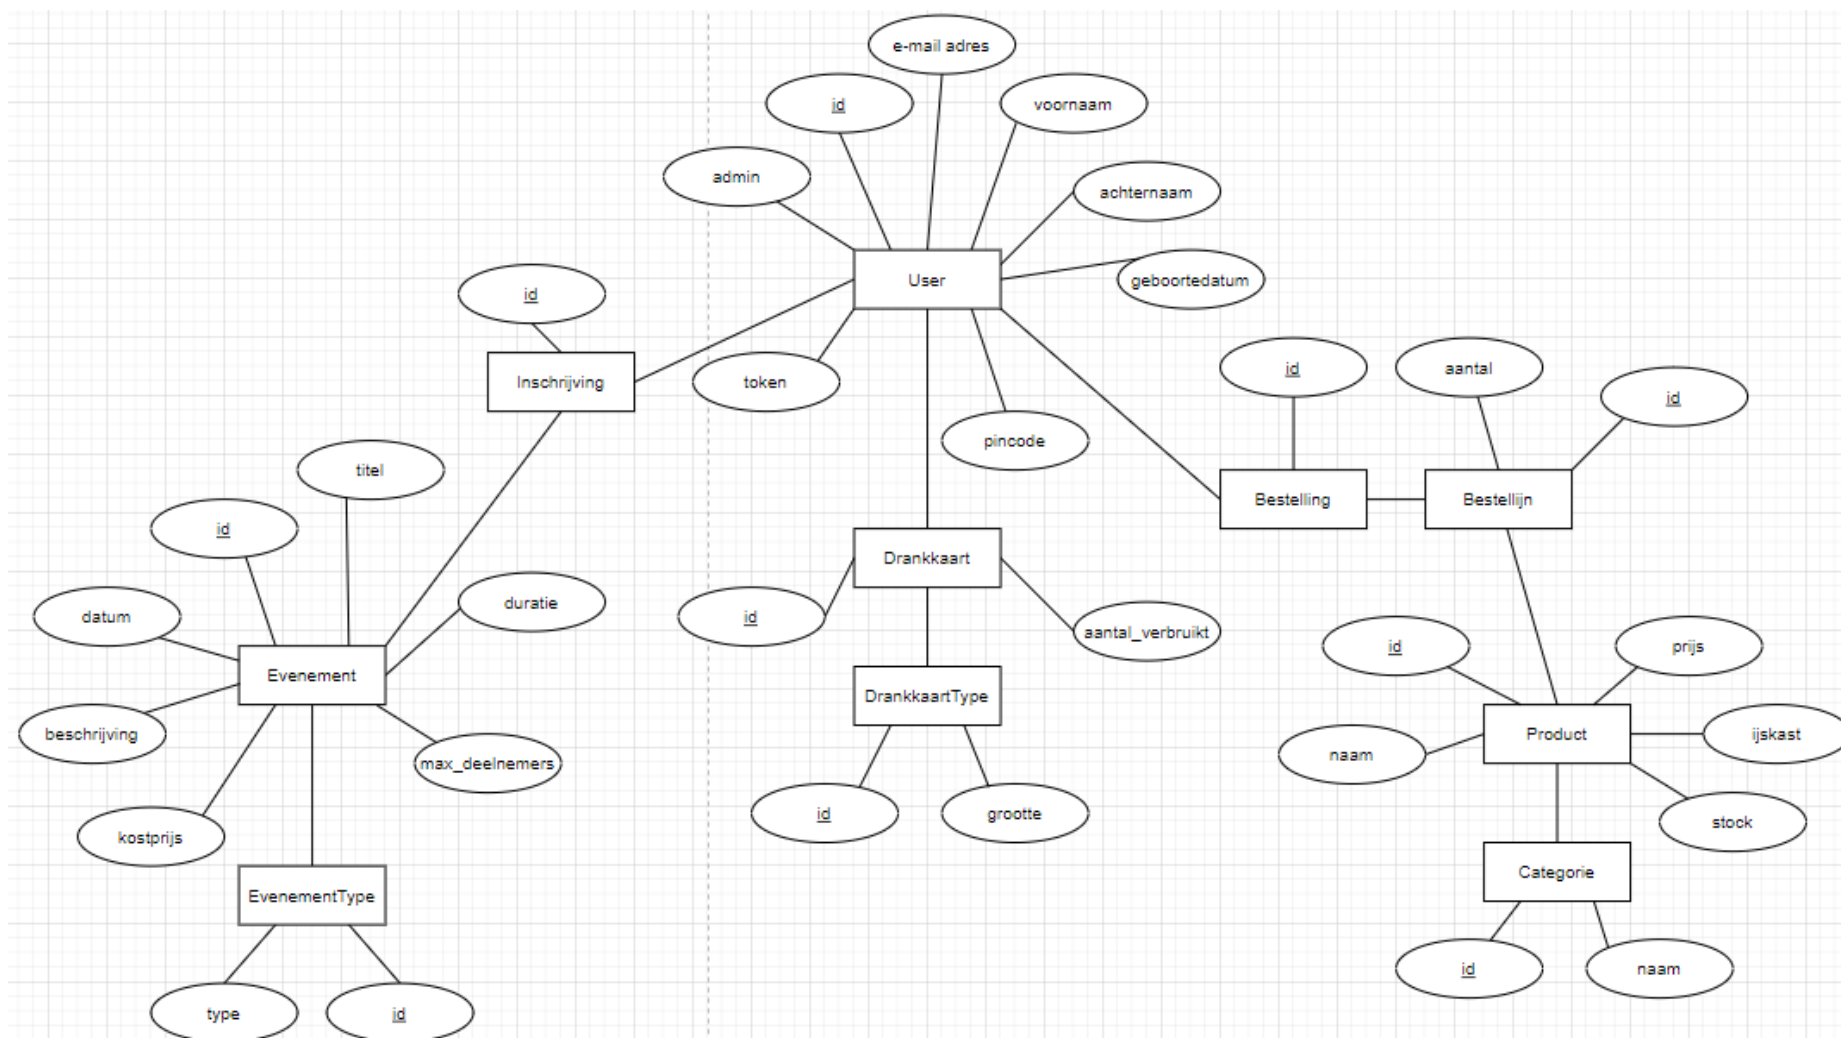 e-mail adres
id
voornaam
admin
achternaam
User
geboortedatum
id
Inschrijving
token
id
aantal
id
pincode
titel
Bestelling
Bestellijn
id
Drankkaart
datum
duratie
id
aantal_verbruikt
id
prijs
Evenement
DrankkaartType
beschrijving
max_deelnemers
naam
Product
ijskast
kostprijs
id
grootte
stock
EvenementType
Categorie
id
naam
type
id